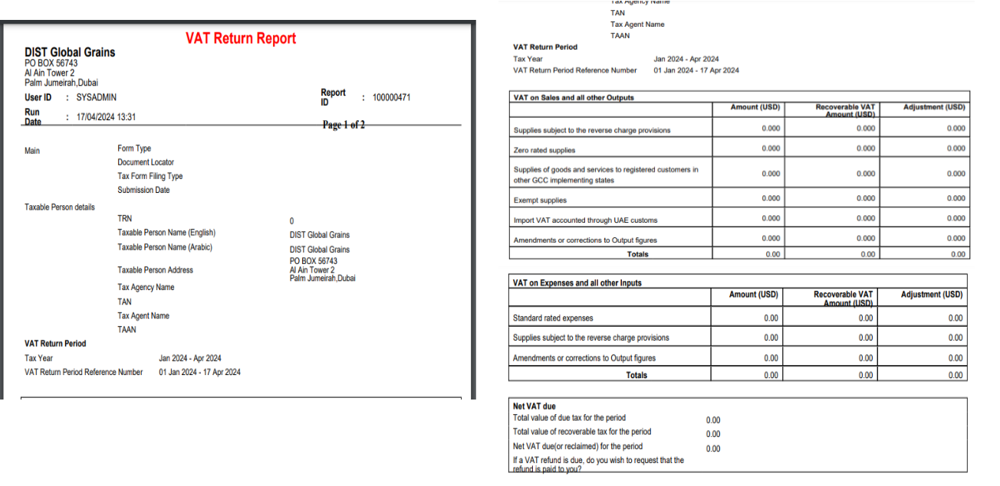 VAT Return Report
DIST Global Grains
PO BOX 56743
Al Ain Tower 2
Palm Jumeirah,Dubai
User ID : SYSADMIN
Report ID : 100000471
Run Date : 17/04/2024 13:31
Page 1 of 2
Main
Form Type
Document Locator
Tax Form Filing Type
Submission Date
Taxable Person details
TRN 0
Taxable Person Name (English) DIST Global Grains
Taxable Person Name (Arabic) DIST Global Grains
Taxable Person Address PO BOX 56743
Al Ain Tower 2
Palm Jumeirah,Dubai
Tax Agency Name
TAN
Tax Agent Name
TAAN
VAT Return Period
Tax Year Jan 2024 - Apr 2024
VAT Return Period Reference Number 01 Jan 2024 - 17 Apr 2024
Tax Agency Name
TAN
Tax Agent Name
TAAN
VAT Return Period
Tax Year Jan 2024 - Apr 2024
VAT Return Period Reference Number 01 Jan 2024 - 17 Apr 2024
VAT on Sales and all other Outputs
Amount (USD) Recoverable VAT Amount (USD) Adjustment (USD)
Supplies subject to the reverse charge provisions 0.000 0.000 0.000
Zero rated supplies 0.000 0.000 0.000
Supplies of goods and services to registered customers in
other GCC implementing states 0.000 0.000 0.000
Exempt supplies 0.000 0.000 0.000
Import VAT accounted through UAE customs 0.000 0.000 0.000
Amendments or corrections to Output figures 0.000 0.000 0.000
Totals 0.00 0.00 0.00
VAT on Expenses and all other Inputs
Amount (USD) Recoverable VAT Amount (USD) Adjustment (USD)
Standard rated expenses 0.00 0.00 0.00
Supplies subject to the reverse charge provisions 0.00 0.00 0.00
Amendments or corrections to Output figures 0.00 0.00 0.00
Totals 0.00 0.00 0.00
Net VAT due
Total value of due tax for the period 0.00
Total value of recoverable tax for the period 0.00
Net VAT due(or reclaimed) for the period 0.00
If a VAT refund is due, do you wish to request that the
refund is paid to you?